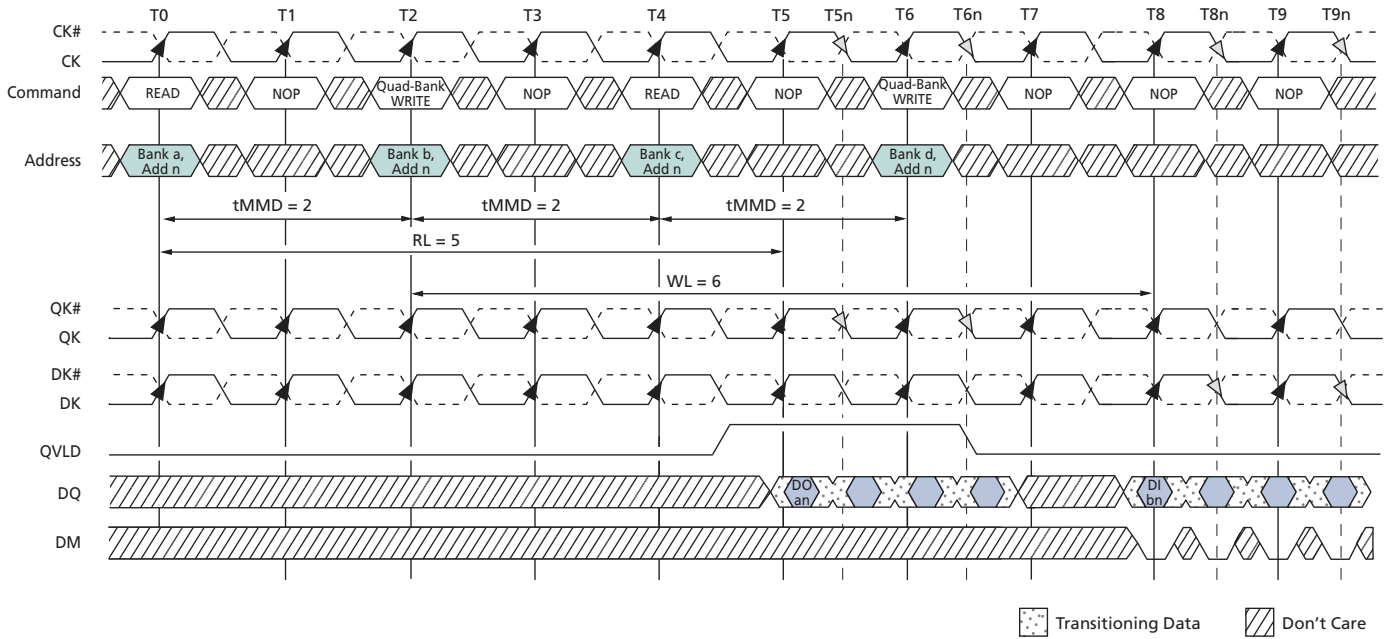 T0 T1 T2 T3 T4 T5 T5n T6 T6n T7 T8 T8n T9 T9n
CK#
CK
Command READ NOP Quad-Bank WRITE NOP READ NOP Quad-Bank WRITE NOP NOP NOP
Address Bank a, Add n Bank b, Add n Bank c, Add n Bank d, Add n
tMMD = 2 tMMD = 2 tMMD = 2
RL = 5
WL = 6
QK#
QK
DK#
DK
QVLD
DQ DO an DI bn
DM
Transitioning Data Don't Care